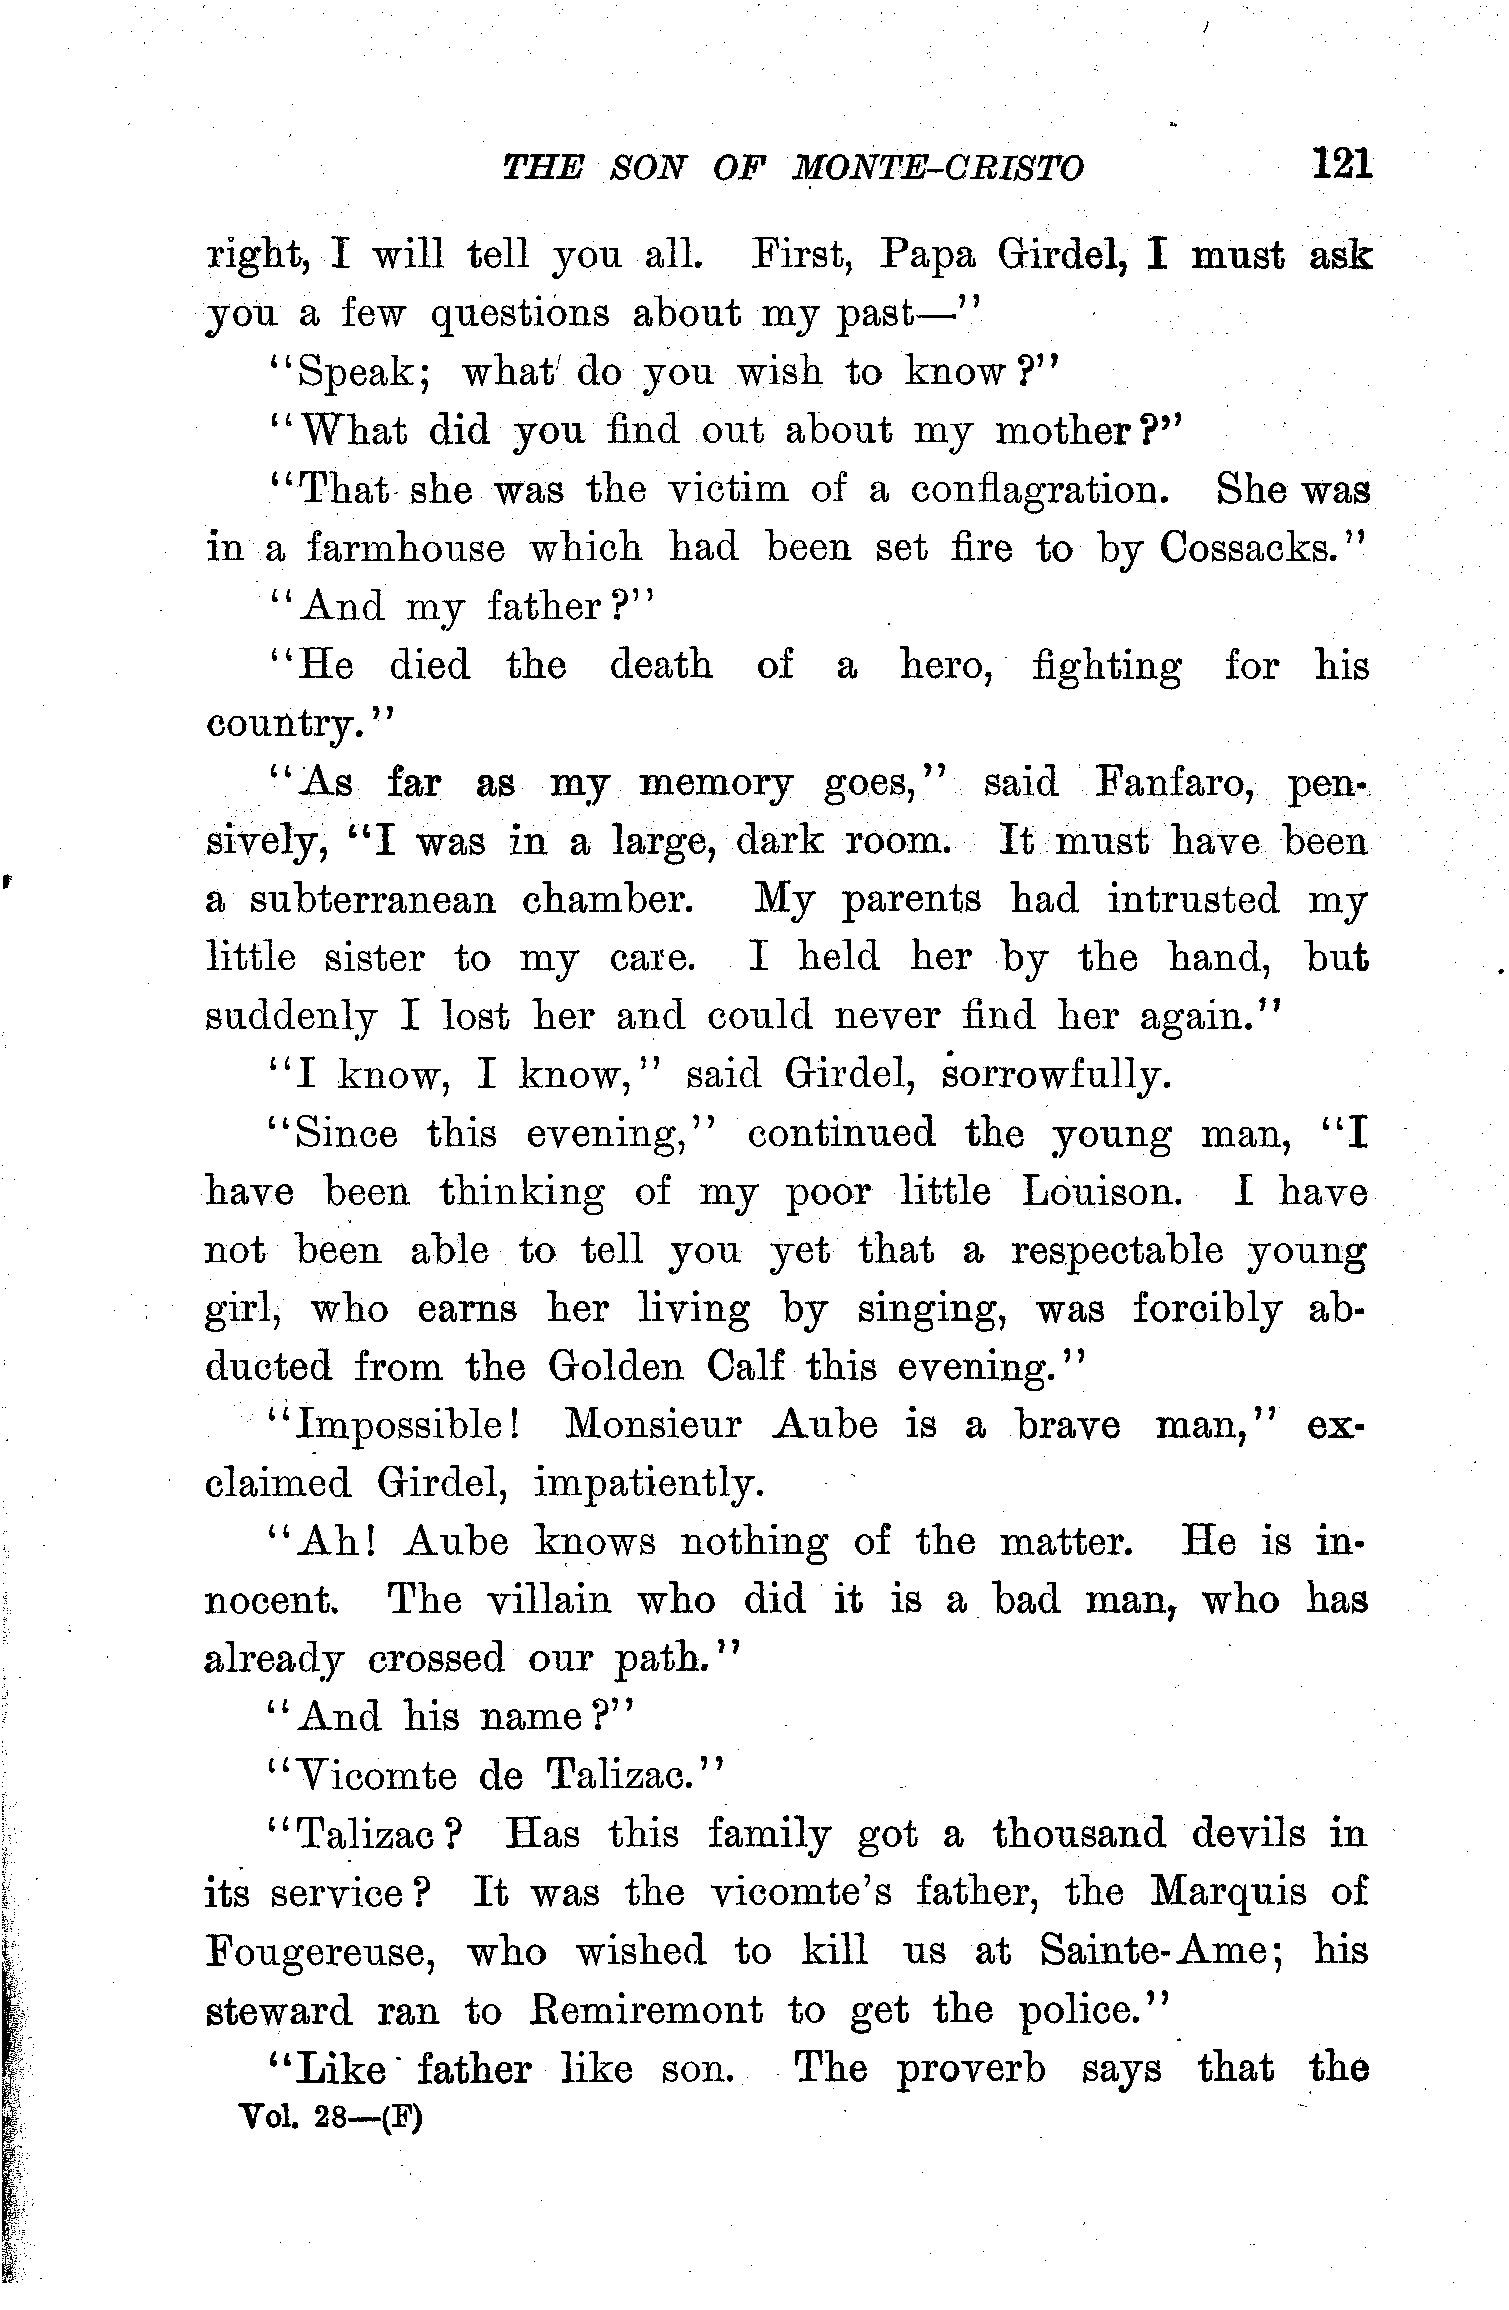 THE SON OF MONTE-CRISTO 121
right, I will tell you all. First, Papa Girdel, I must ask
you a few questions about my past—"
"Speak; what do you wish to know?"
"What did you find out about my mother?"
"That she was the victim of a conflagration. She was
in a farmhouse which had been set fire to by Cossacks."
"And my father?"
"He died the death of a hero, fighting for his
country."
"As far as my memory goes," said Fanfaro, pen-
sively, "I was in a large, dark room. It must have been
a subterranean chamber. My parents had intrusted my
little sister to my care. I held her by the hand, but
suddenly I lost her and could never find her again."
"I know, I know," said Girdel, sorrowfully.
"Since this evening," continued the young man, "I
have been thinking of my poor little Louison. I have
not been able to tell you yet that a respectable young
girl, who earns her living by singing, was forcibly ab-
ducted from the Golden Calf this evening."
"Impossible! Monsieur Aube is a brave man," ex-
claimed Girdel, impatiently.
"Ah! Aube knows nothing of the matter. He is in-
nocent. The villain who did it is a bad man, who has
already crossed our path."
"And his name?"
"Vicomte de Talizac."
"Talizac? Has this family got a thousand devils in
its service? It was the vicomte's father, the Marquis of
Fougereuse, who wished to kill us at Sainte-Ame; his
steward ran to Remiremont to get the police."
"Like father like son. The proverb says that the
Vol. 28—(F)